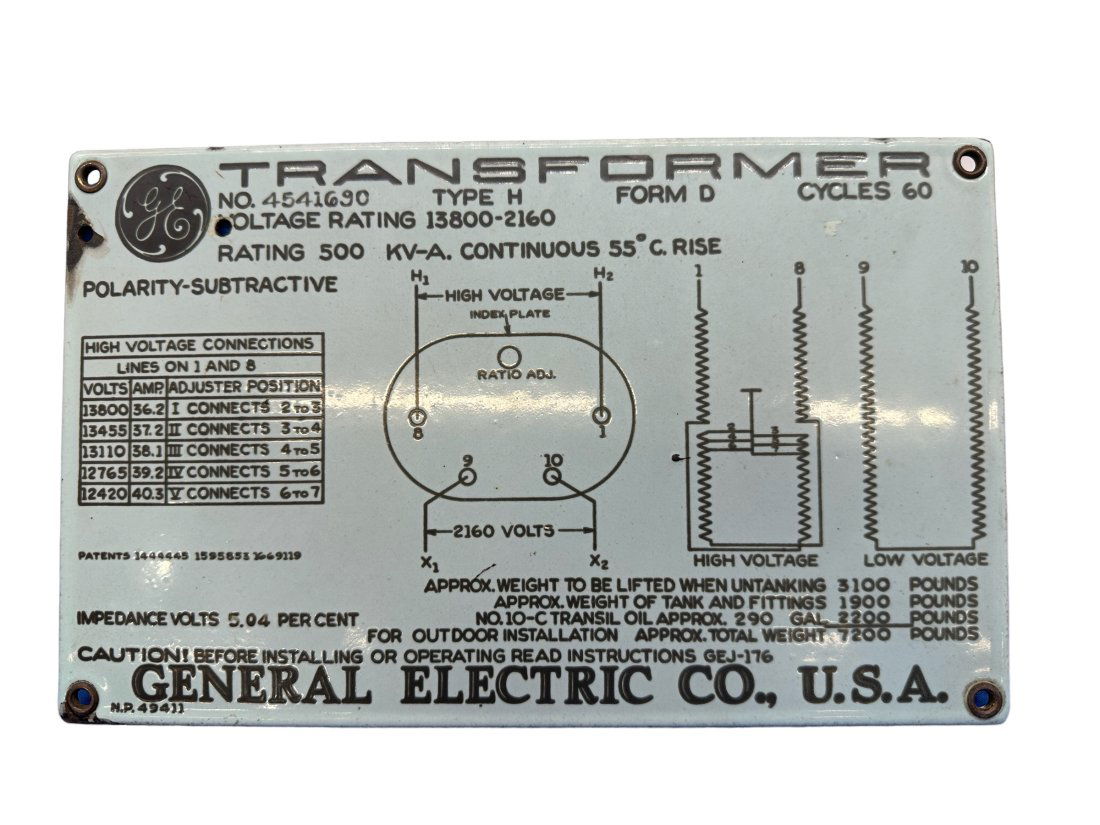 GE TRANSFORMER
NO. 4541690 TYPE H FORM D CYCLES 60
VOLTAGE RATING 13800-2160
RATING 500 KV-A. CONTINUOUS 55°C. RISE
POLARITY-SUBTRACTIVE
HIGH VOLTAGE CONNECTIONS
LINES ON 1 AND 8
VOLTS AMP ADJUSTER POSITION
13800 36.2 I CONNECTS 2 TO 3
13455 37.2 II CONNECTS 3 TO 4
13110 38.1 III CONNECTS 4 TO 5
12765 39.2 IV CONNECTS 5 TO 6
12420 40.3 V CONNECTS 6 TO 7
H1 H2
HIGH VOLTAGE
INDEX PLATE
RATIO ADJ.
8 1
9 10
2160 VOLTS
X1 X2
1 8 9 10
HIGH VOLTAGE LOW VOLTAGE
PATENTS 1444445 1595853 1669119
APPROX. WEIGHT TO BE LIFTED WHEN UNTANKING 3100 POUNDS
APPROX. WEIGHT OF TANK AND FITTINGS 1900 POUNDS
IMPEDANCE VOLTS 5.04 PER CENT
NO. 10-C TRANSIL OIL APPROX. 290 GAL. 2200 POUNDS
FOR OUTDOOR INSTALLATION APPROX. TOTAL WEIGHT 7200 POUNDS
CAUTION! BEFORE INSTALLING OR OPERATING READ INSTRUCTIONS GEJ-176
GENERAL ELECTRIC CO., U.S.A.
N.P. 49411